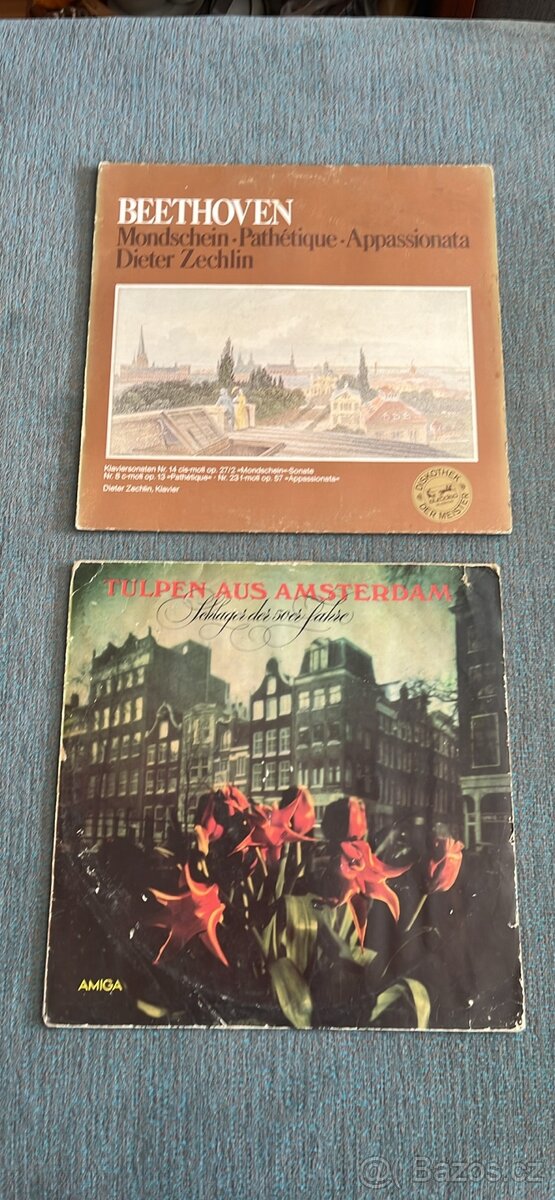 BEETHOVEN
Mondschein · Pathétique · Appassionata
Dieter Zechlin
Klaviersonaten Nr. 14 cis-moll op. 27/2 »Mondschein«-Sonate
Nr. 8 c-moll op. 13 »Pathétique« · Nr. 23 f-moll op. 57 »Appassionata«
Dieter Zechlin, Klavier
DISKOTHEK
DER MEISTER
TULPEN AUS AMSTERDAM
Schlager der 50er Jahre
AMIGA
@ Bazos.cz